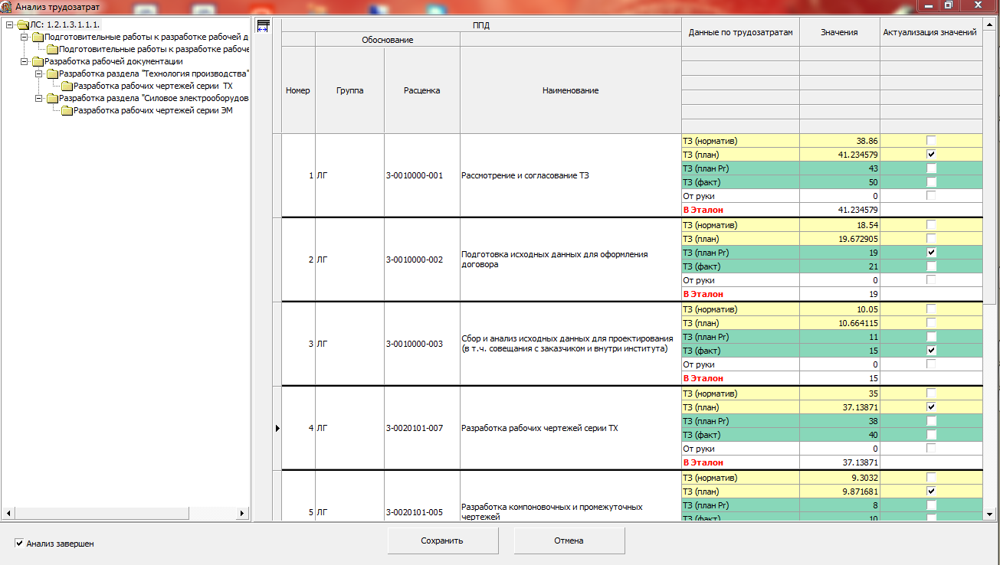 Анализ трудозатрат
ЛС: 1.2.1.3.1.1.1.
Подготовительные работы к разработке рабочей д
Подготовительные работы к разработке рабоче
Разработка рабочей документации
Разработка раздела "Технология производства"
Разработка рабочих чертежей серии ТХ
Разработка раздела "Силовое электрооборудов
Разработка рабочих чертежей серии ЭМ
ППД
Данные по трудозатратам
Значения
Актуализация значений
Обоснование
Номер
Группа
Расценка
Наименование
1 ЛГ 3-0010000-001 Рассмотрение и согласование ТЗ
ТЗ (норматив) 38.86
ТЗ (план) 41.234579
ТЗ (план Pr) 43
ТЗ (факт) 50
От руки 0
В Эталон 41.234579
2 ЛГ 3-0010000-002 Подготовка исходных данных для оформления
договора
ТЗ (норматив) 18.54
ТЗ (план) 19.672905
ТЗ (план Pr) 19
ТЗ (факт) 21
От руки 0
В Эталон 19
3 ЛГ 3-0010000-003 Сбор и анализ исходных данных для проектирования
(в т.ч. совещания с заказчиком и внутри института)
ТЗ (норматив) 10.05
ТЗ (план) 10.664115
ТЗ (план Pr) 11
ТЗ (факт) 15
От руки 0
В Эталон 15
4 ЛГ 3-0020101-007 Разработка рабочих чертежей серии ТХ
ТЗ (норматив) 35
ТЗ (план) 37.13871
ТЗ (план Pr) 38
ТЗ (факт) 40
От руки 0
В Эталон 37.13871
5 ЛГ 3-0020101-005 Разработка компоновочных и промежуточных
чертежей
ТЗ (норматив) 9.3032
ТЗ (план) 9.871681
ТЗ (план Pr) 8
ТЗ (факт) 10
Анализ завершен
Сохранить
Отмена